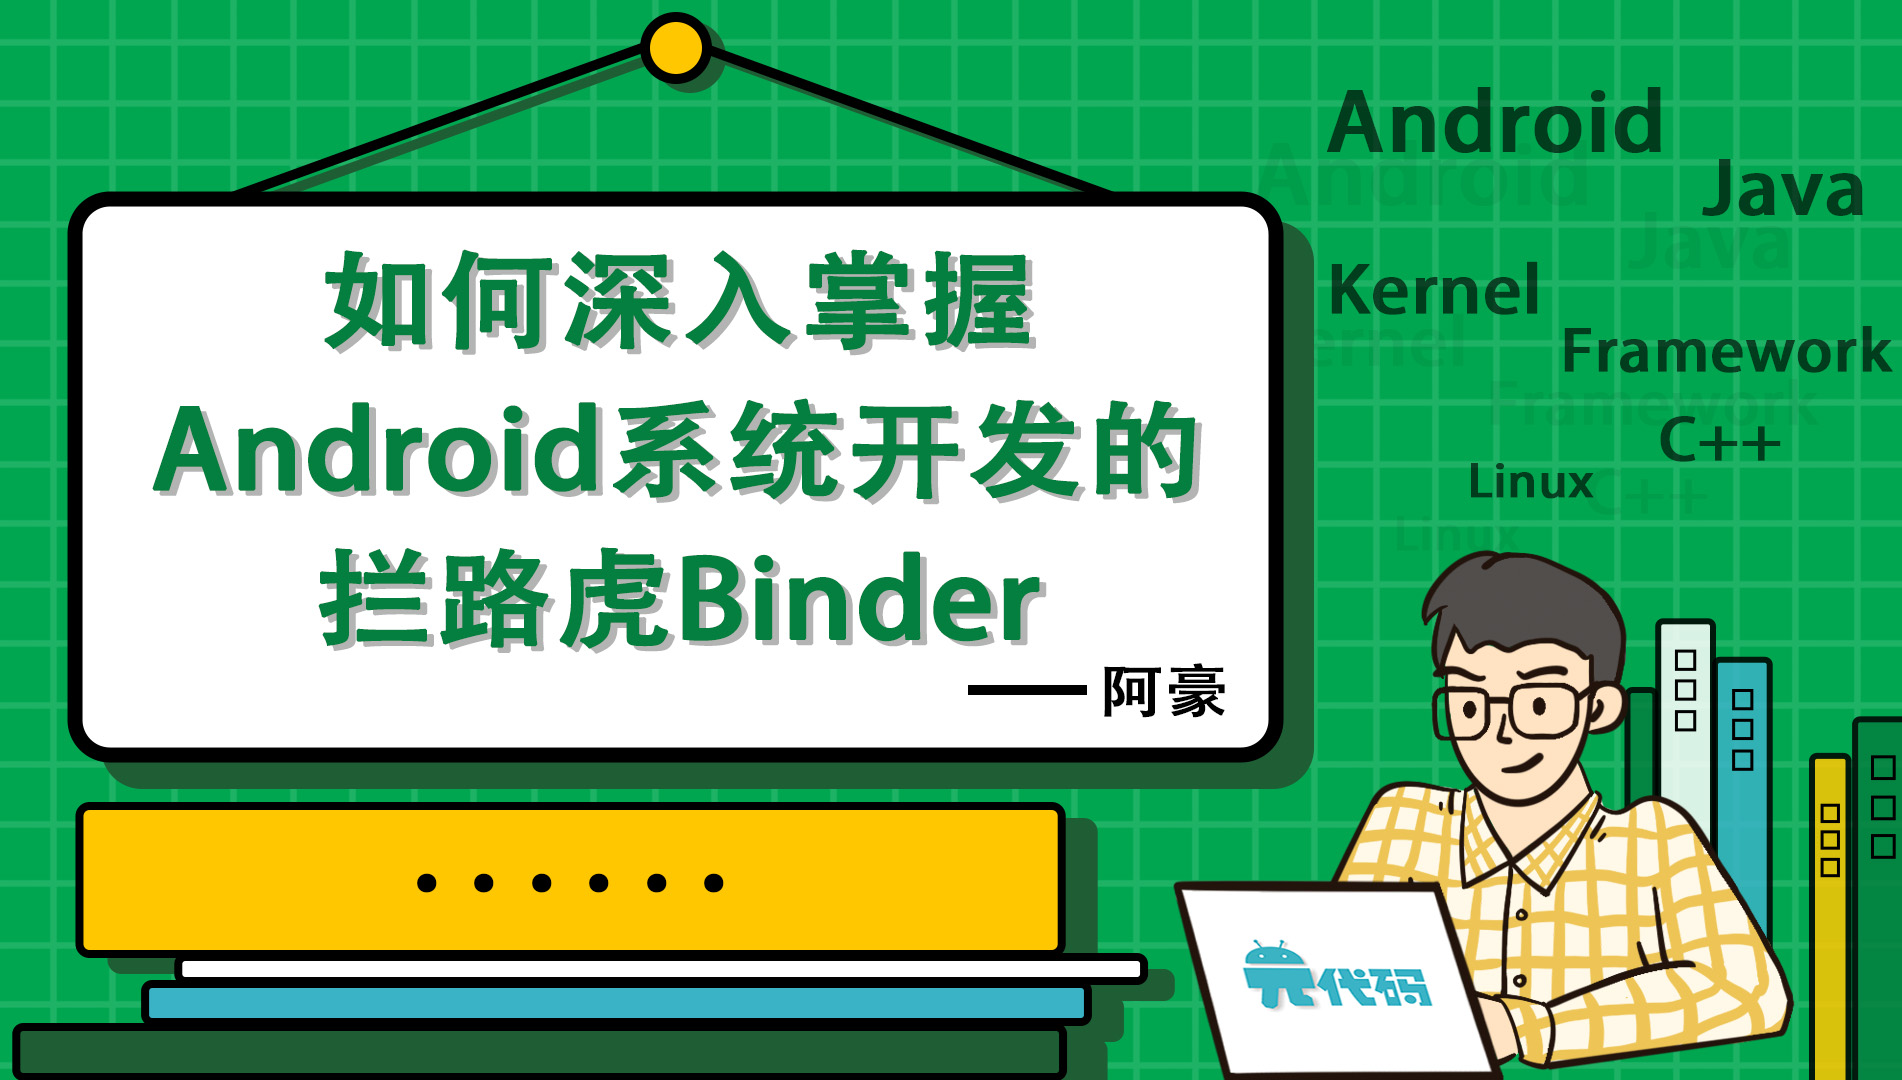 如何深入掌握
Android系统开发的
拦路虎Binder
——阿豪
Android
Java
Kernel
Framework
C++
Linux
元代码